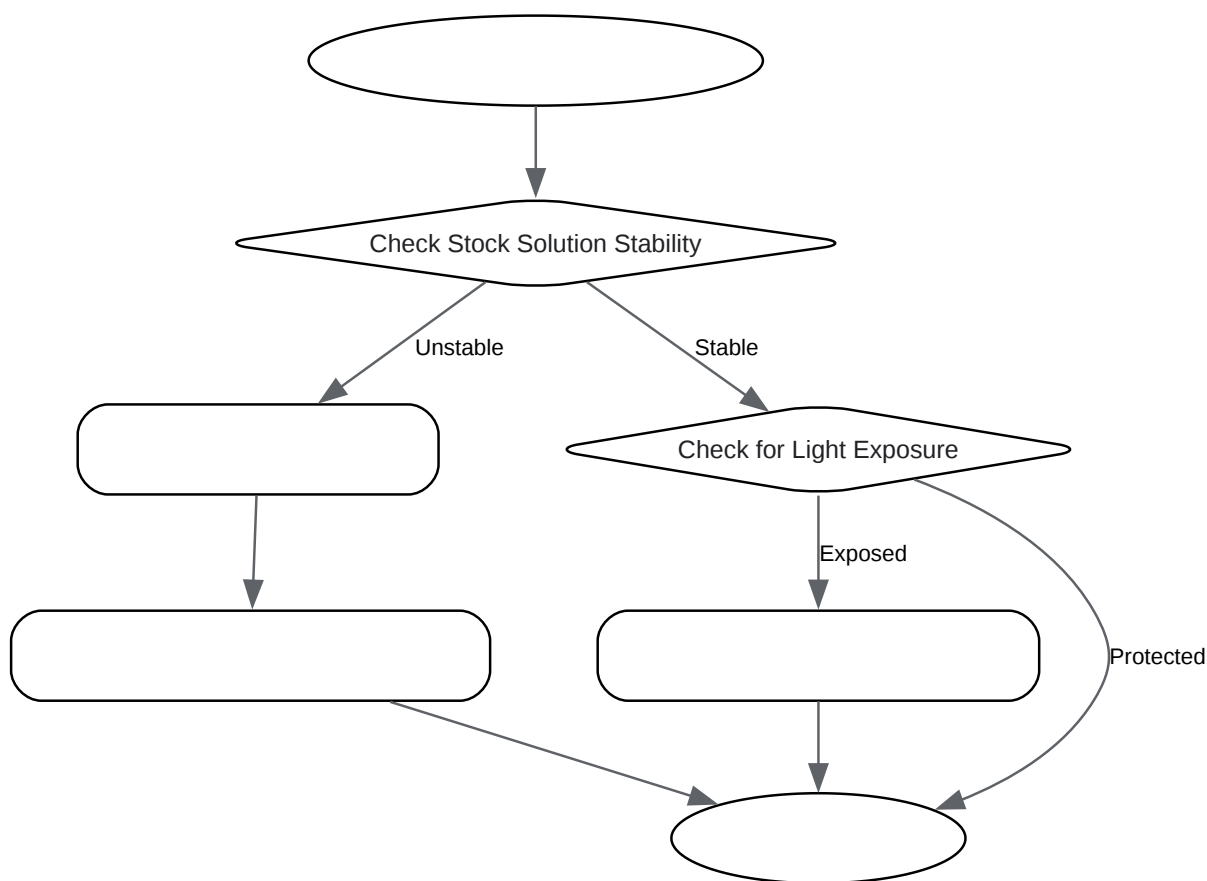 Check Stock Solution Stability
Unstable
Stable
Check for Light Exposure
Exposed
Protected